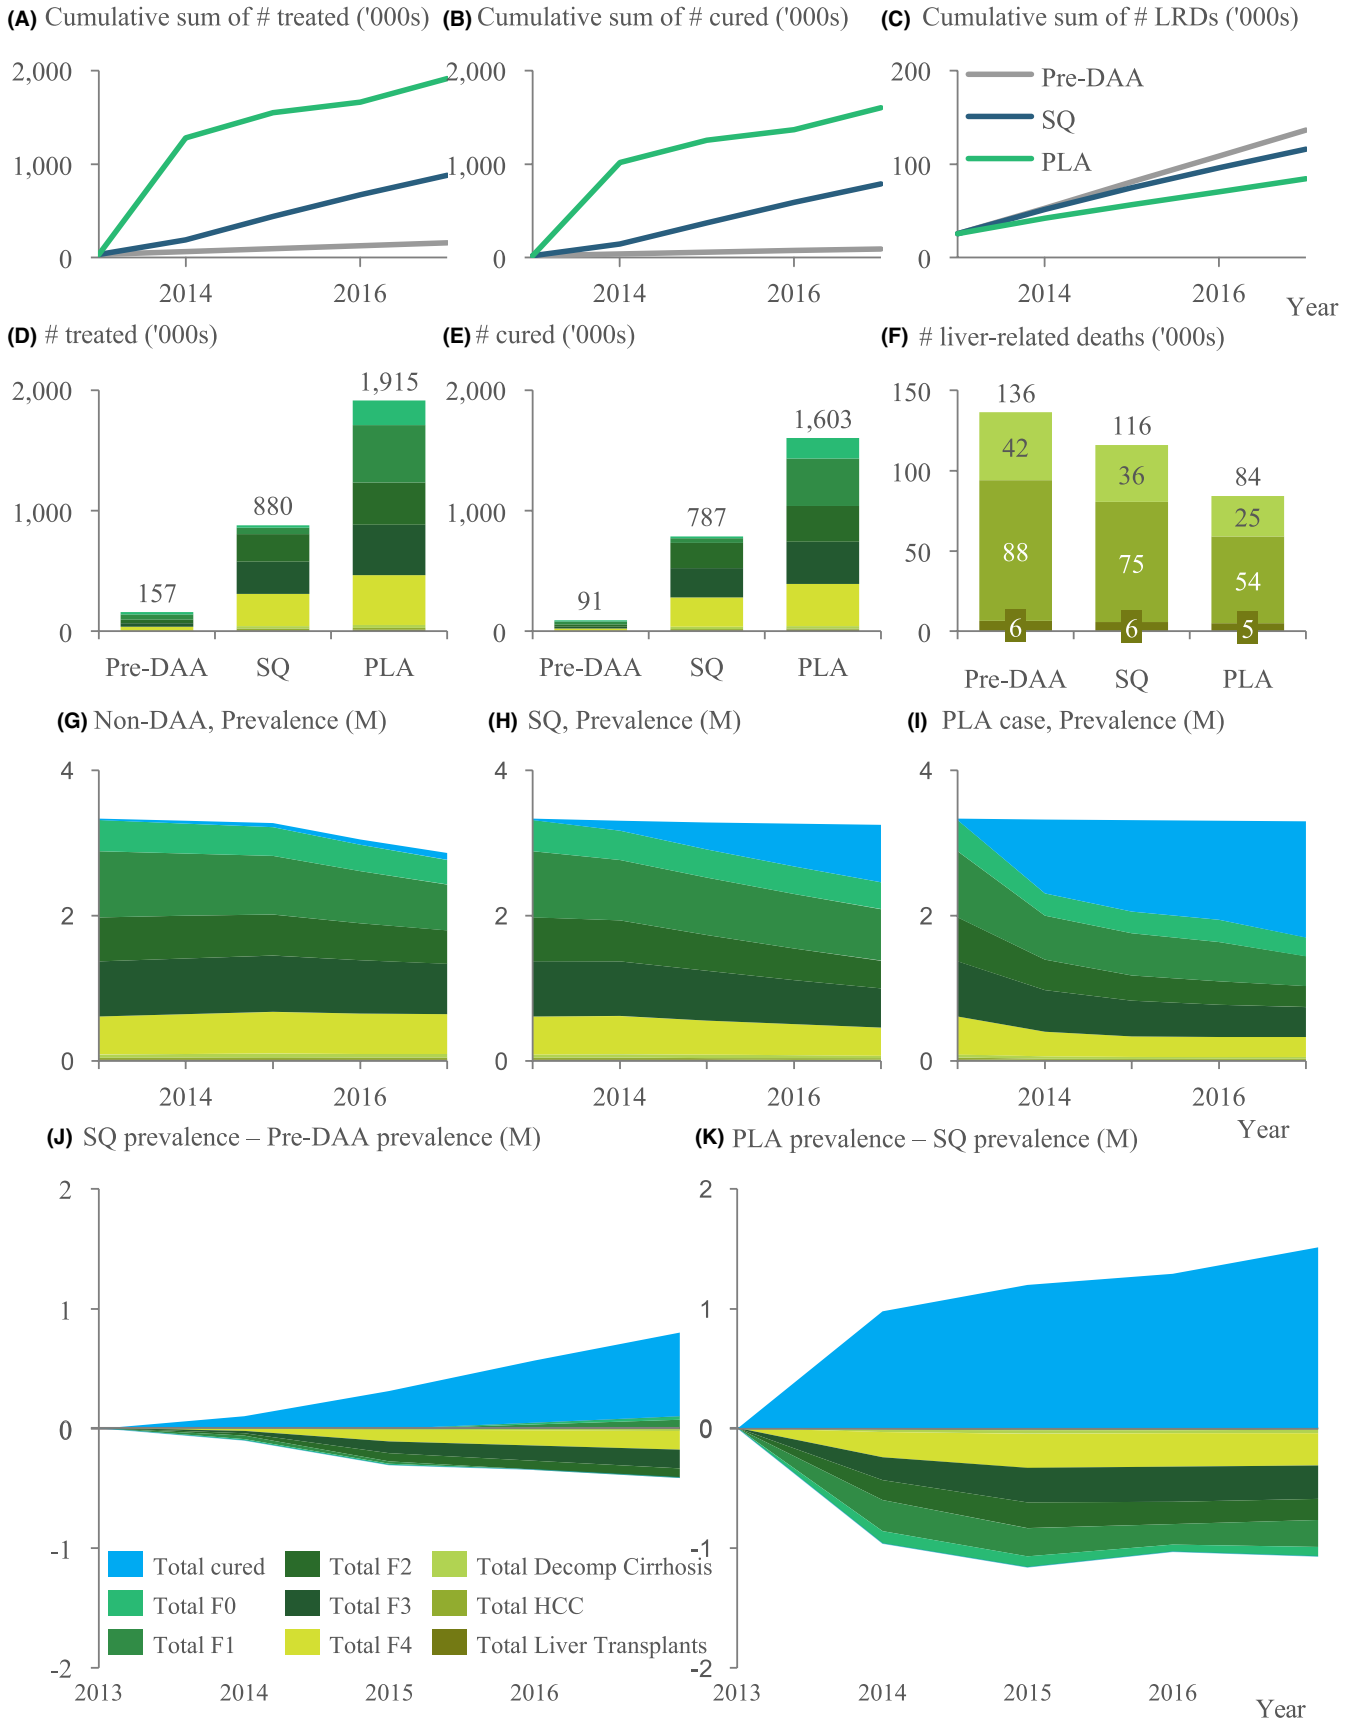 (A) Cumulative sum of # treated ('000s)
(B) Cumulative sum of # cured ('000s)
(C) Cumulative sum of # LRDs ('000s)
2,000
1,000
0
2014
2016
2,000
1,000
0
2014
2016
200
100
0
Pre-DAA
SQ
PLA
2014
2016
Year
(D) # treated ('000s)
(E) # cured ('000s)
(F) # liver-related deaths ('000s)
2,000
1,000
0
157
880
1,915
Pre-DAA
SQ
PLA
2,000
1,000
0
91
787
1,603
Pre-DAA
SQ
PLA
150
100
50
0
136
42
88
6
116
36
75
6
84
25
54
5
Pre-DAA
SQ
PLA
(G) Non-DAA, Prevalence (M)
(H) SQ, Prevalence (M)
(I) PLA case, Prevalence (M)
4
2
0
2014
2016
4
2
0
2014
2016
4
2
0
2014
2016
Year
(J) SQ prevalence – Pre-DAA prevalence (M)
(K) PLA prevalence – SQ prevalence (M)
2
1
0
-1
-2
2013
2014
2015
2016
Total cured
Total F0
Total F1
Total F2
Total F3
Total F4
Total Decomp Cirrhosis
Total HCC
Total Liver Transplants
2
1
0
-1
-2
2013
2014
2015
2016
Year